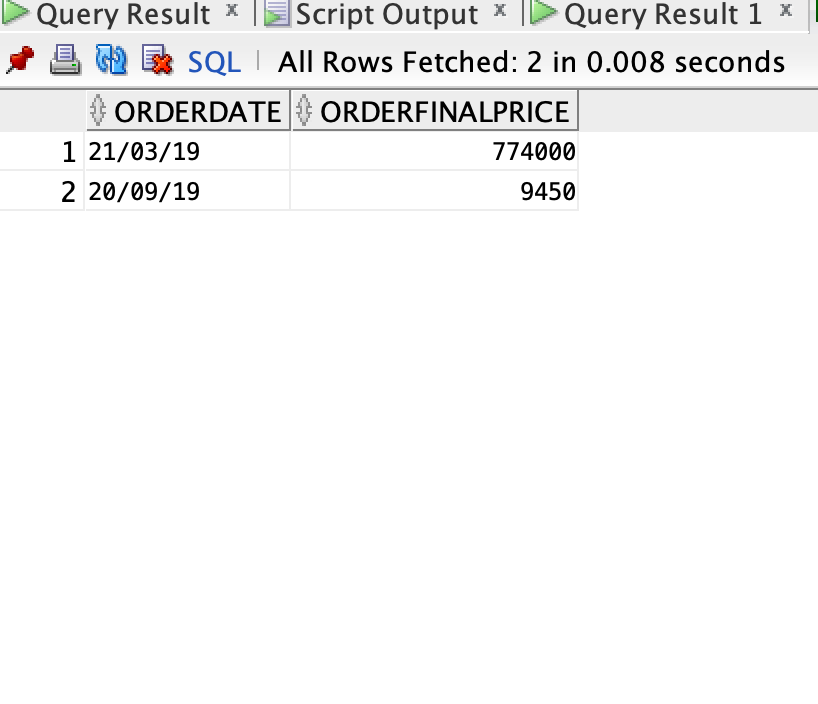 Query Result x Script Output x Query Result 1 x
SQL All Rows Fetched: 2 in 0.008 seconds
ORDERDATE ORDERFINALPRICE
1 21/03/19 774000
2 20/09/19 9450